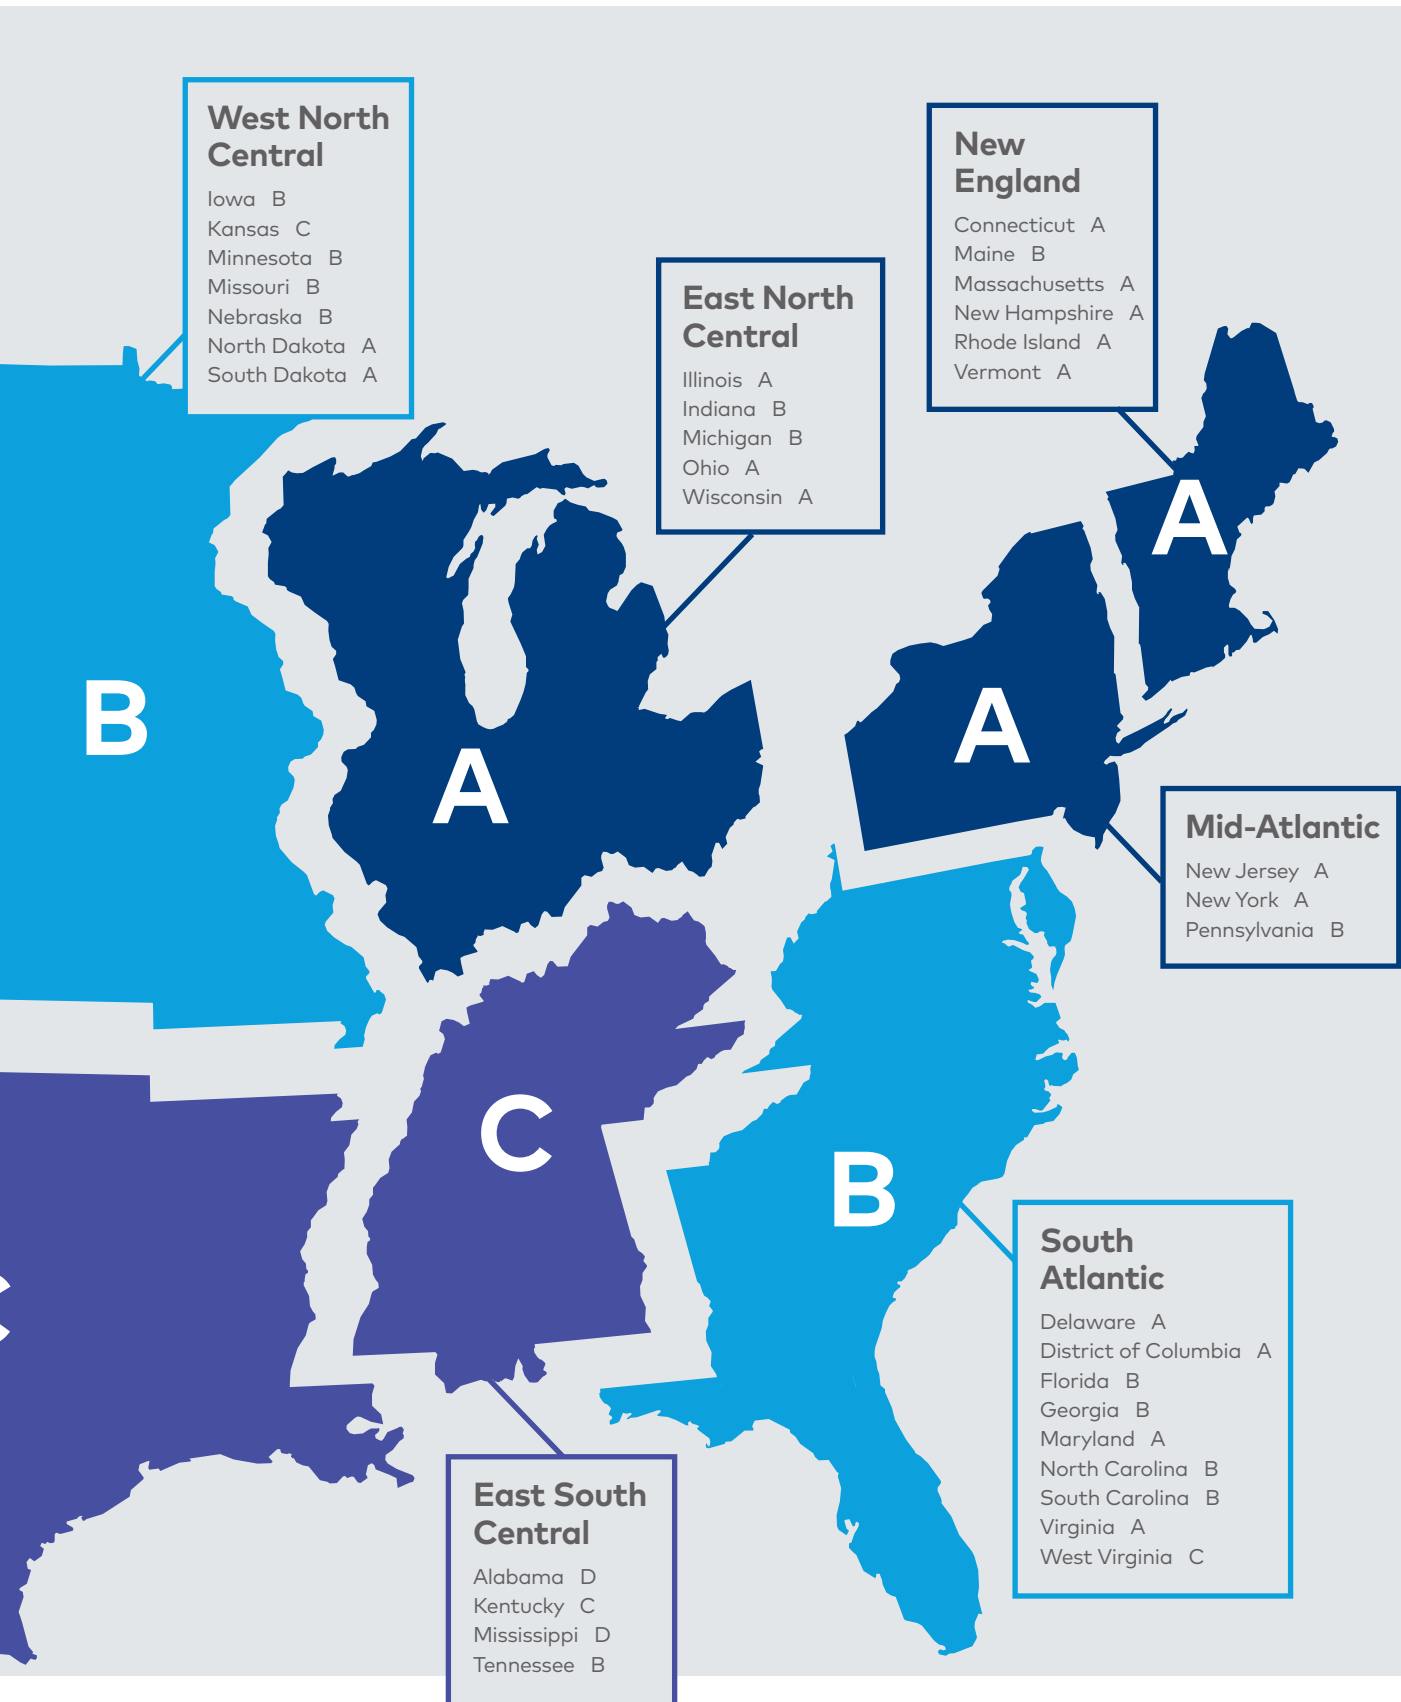 West North
Central
Iowa B
Kansas C
Minnesota B
Missouri B
Nebraska B
North Dakota A
South Dakota A
New
England
Connecticut A
Maine B
Massachusetts A
New Hampshire A
Rhode Island A
Vermont A
East North
Central
Illinois A
Indiana B
Michigan B
Ohio A
Wisconsin A
A
B
A
A
Mid-Atlantic
New Jersey A
New York A
Pennsylvania B
C
B
South
Atlantic
Delaware A
District of Columbia A
Florida B
Georgia B
Maryland A
North Carolina B
South Carolina B
Virginia A
West Virginia C
East South
Central
Alabama D
Kentucky C
Mississippi D
Tennessee B